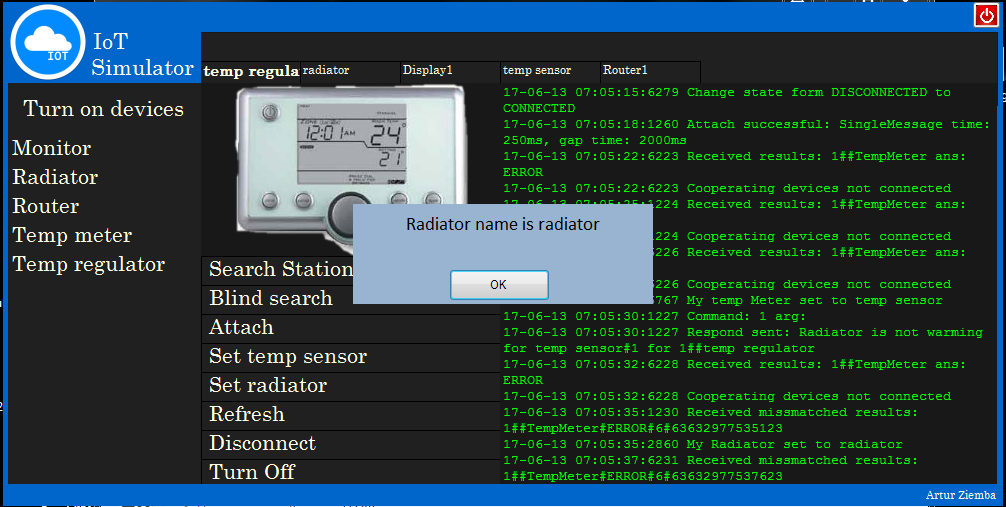 IOT
IoT
Simulator
Turn on devices
Monitor
Radiator
Router
Temp meter
Temp regulator
temp regula
radiator
Display1
temp sensor
Router1
12:01 AM
24°
21°
Search Station
Blind search
Attach
Set temp sensor
Set radiator
Refresh
Disconnect
Turn Off
Radiator name is radiator
OK
17-06-13 07:05:15:6279 Change state form DISCONNECTED to
CONNECTED
17-06-13 07:05:18:1260 Attach successful: SingleMessage time:
250ms, gap time: 2000ms
17-06-13 07:05:22:6223 Received results: 1##TempMeter ans:
ERROR
17-06-13 07:05:22:6223 Cooperating devices not connected
1224 Received results: 1##TempMeter ans:
224 Cooperating devices not connected
226 Received results: 1##TempMeter ans:
226 Cooperating devices not connected
767 My temp Meter set to temp sensor
17-06-13 07:05:30:1227 Command: 1 arg:
17-06-13 07:05:30:1227 Respond sent: Radiator is not warming
for temp sensor#1 for 1##temp regulator
17-06-13 07:05:32:6228 Received results: 1##TempMeter ans:
ERROR
17-06-13 07:05:32:6228 Cooperating devices not connected
17-06-13 07:05:35:1230 Received missmatched results:
1##TempMeter#ERROR#6#63632977535123
17-06-13 07:05:35:2860 My Radiator set to radiator
17-06-13 07:05:37:6231 Received missmatched results:
1##TempMeter#ERROR#6#63632977537623
Artur Ziemba